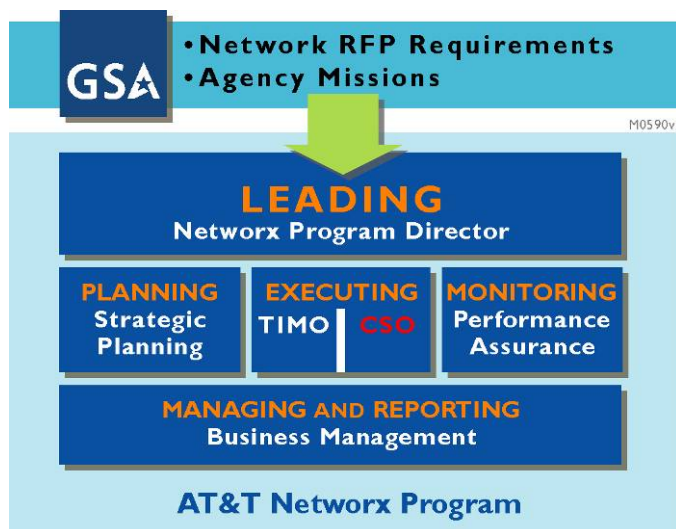 GSA
• Network RFP Requirements
• Agency Missions
M0590v
LEADING
Networx Program Director
PLANNING
Strategic
Planning
EXECUTING
TIMO CSO
MONITORING
Performance
Assurance
MANAGING AND REPORTING
Business Management
AT&T Networx Program